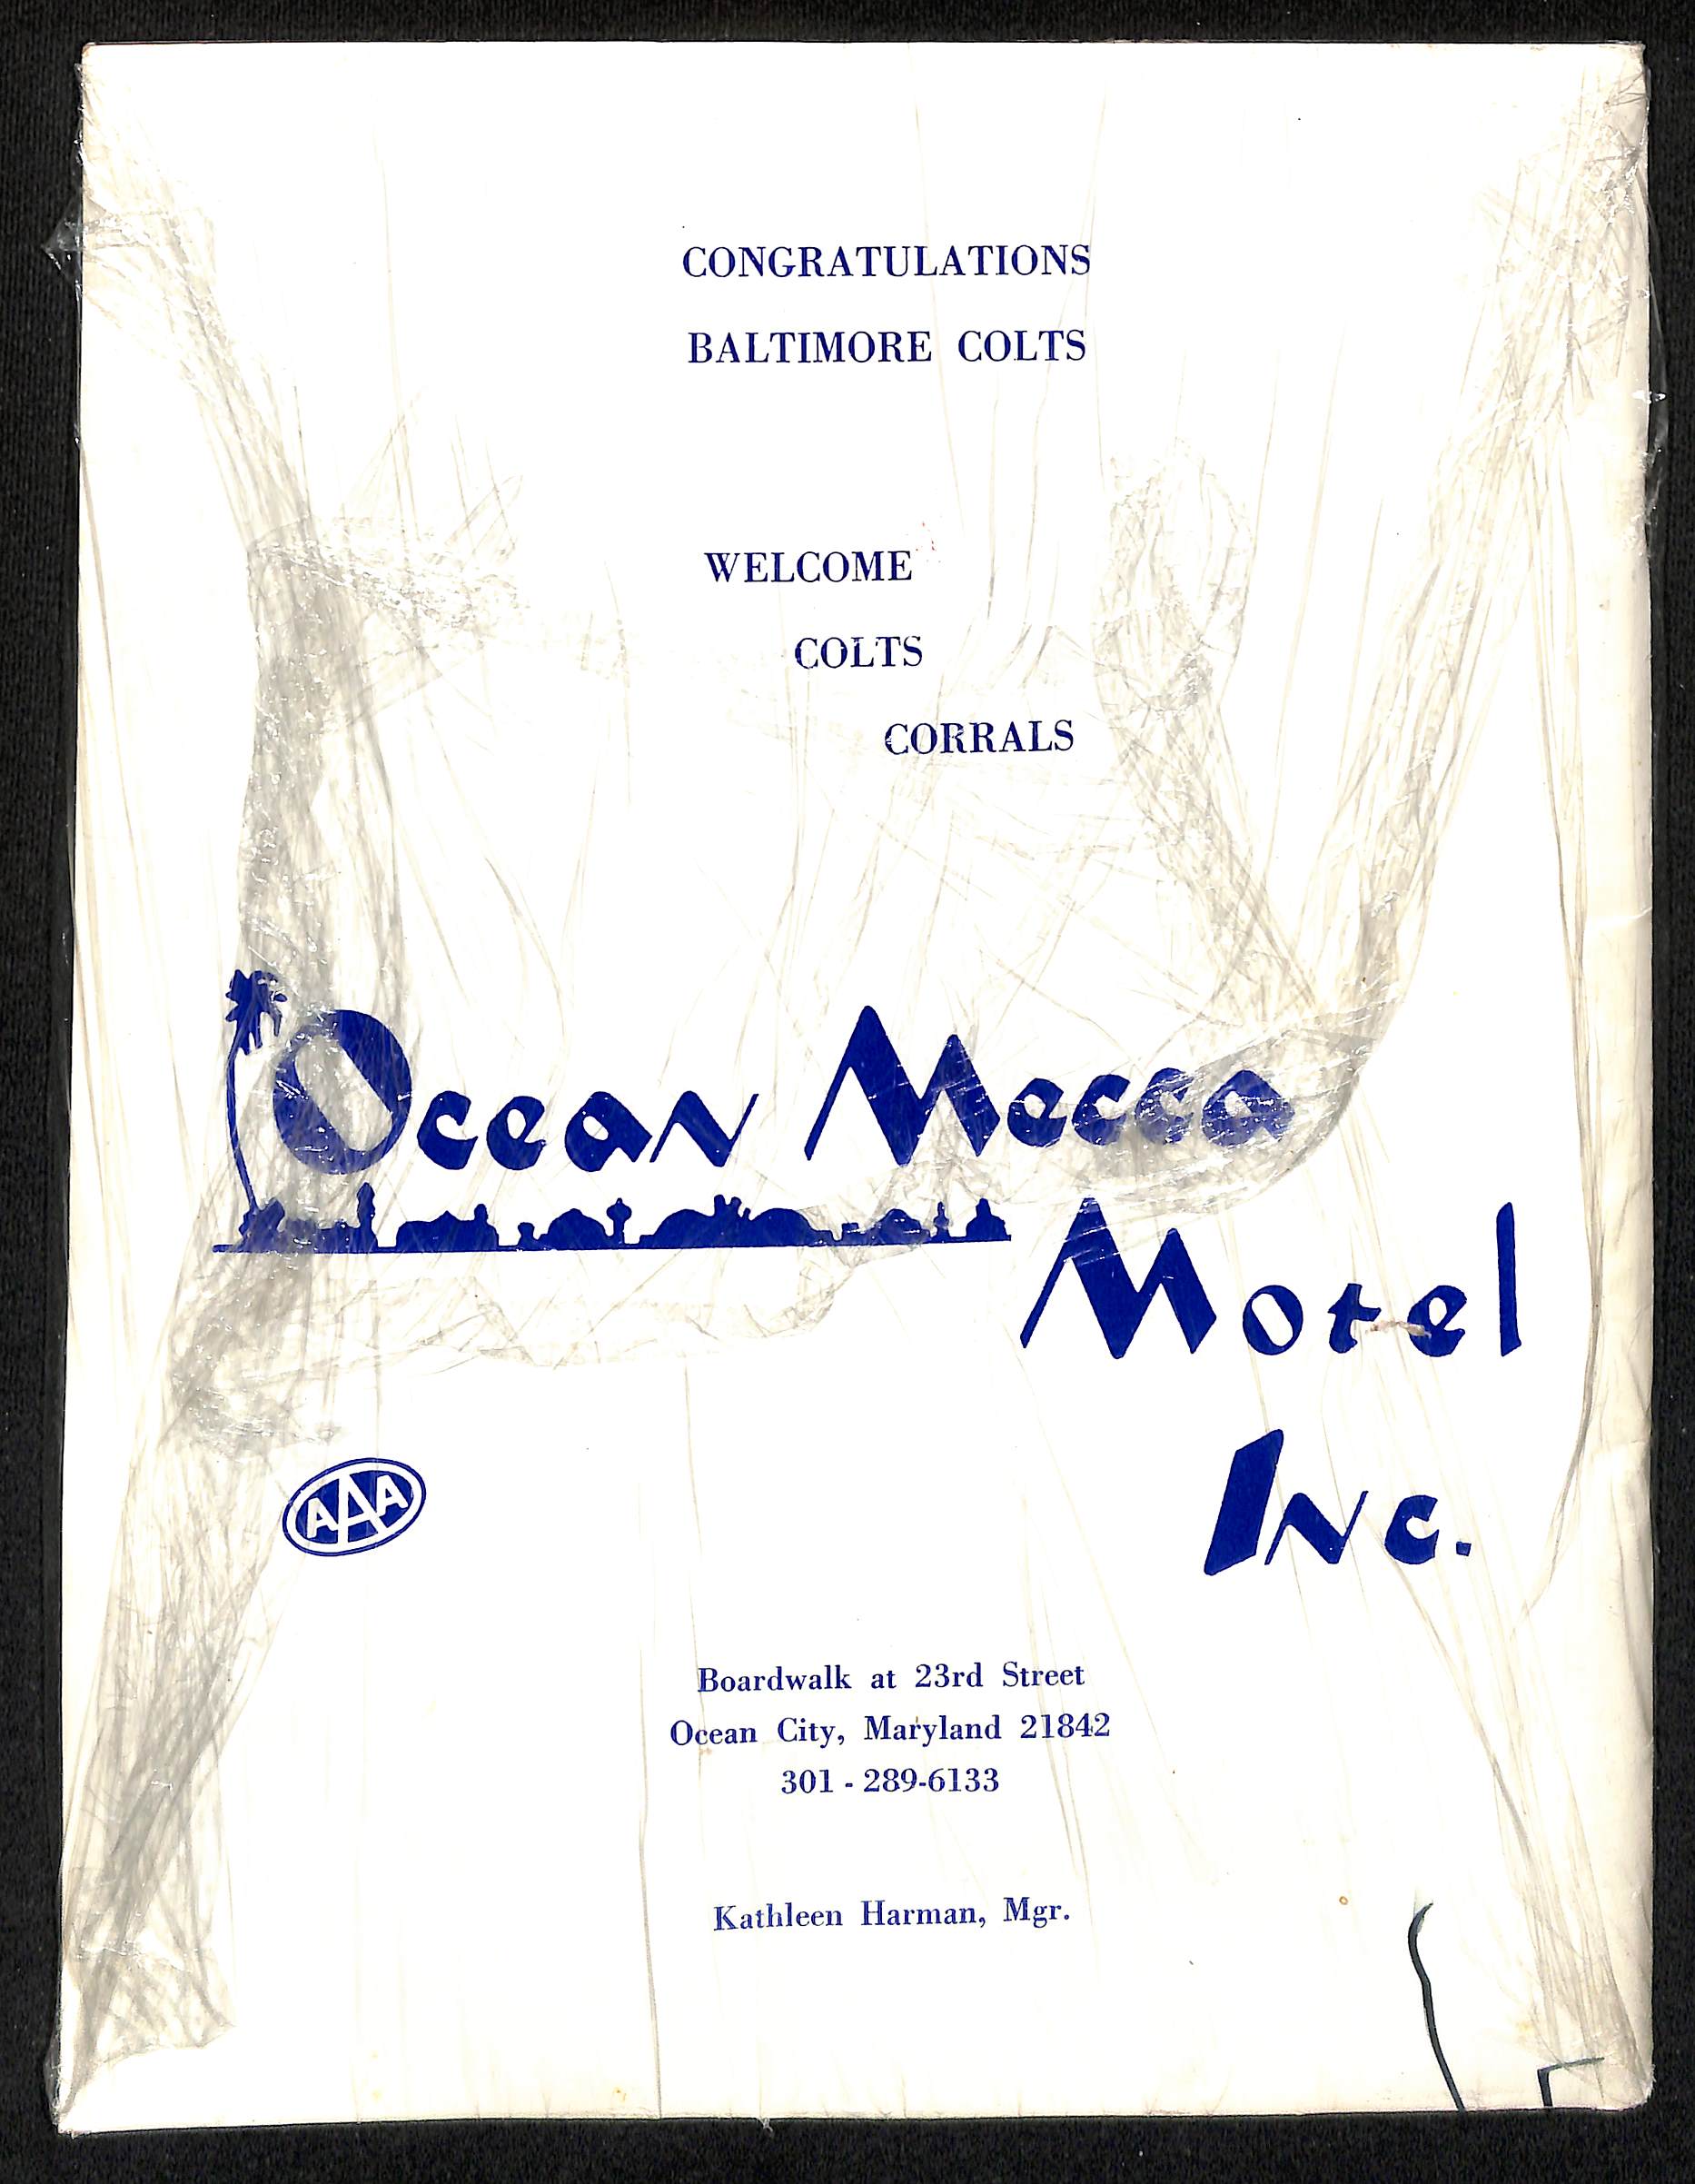 CONGRATULATIONS
BALTIMORE COLTS
WELCOME
COLTS
CORRALS
Ocean Mecca
Motel
Inc.
AAA
Boardwalk at 23rd Street
Ocean City, Maryland 21842
301 - 289-6133
Kathleen Harman, Mgr.